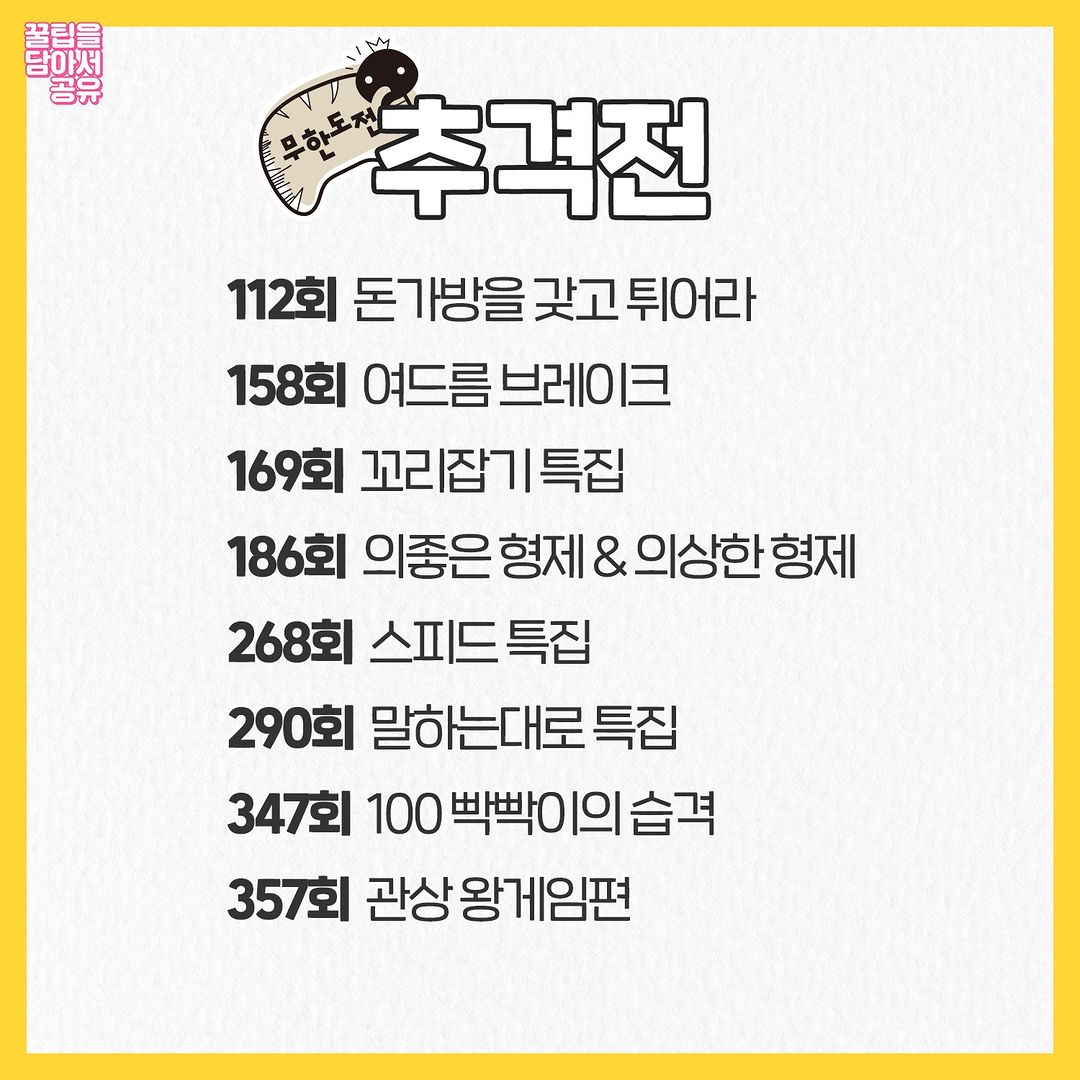 꿀팁을
담아서
공유
무한도전
추격전
112회 돈가방을 갖고 튀어라
158회 여드름 브레이크
169회 꼬리잡기 특집
186회 의좋은 형제 & 의상한 형제
268회 스피드 특집
290회 말하는대로 특집
347회 100 빡빡이의 습격
357회 관상 왕게임편